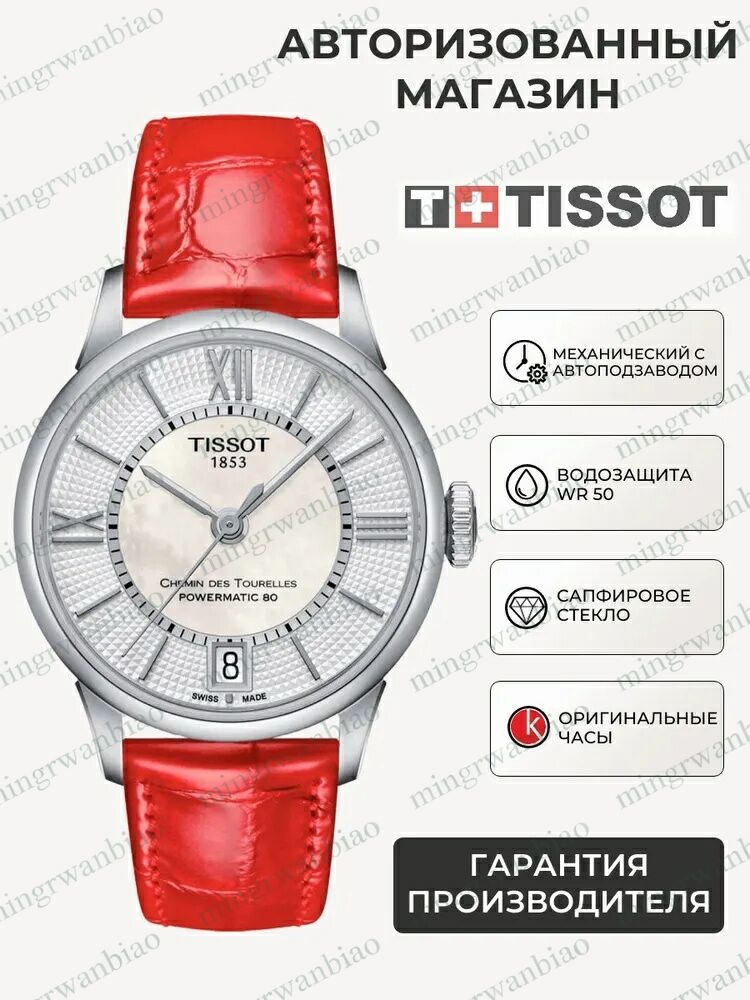 АВТОРИЗОВАННЫЙ
МАГАЗИН
T+TISSOT
XII
TISSOT
1853
CHEMIN DES TOURELLES
POWERMATIC 80
8
SWISS MADE
МЕХАНИЧЕСКИЙ С
АВТОПОДЗАВОДОМ
ВОДОЗАЩИТА
WR 50
САПФИРОВОЕ
СТЕКЛО
k
ОРИГИНАЛЬНЫЕ
ЧАСЫ
ГАРАНТИЯ
ПРОИЗВОДИТЕЛЯ
mingrwanbiao